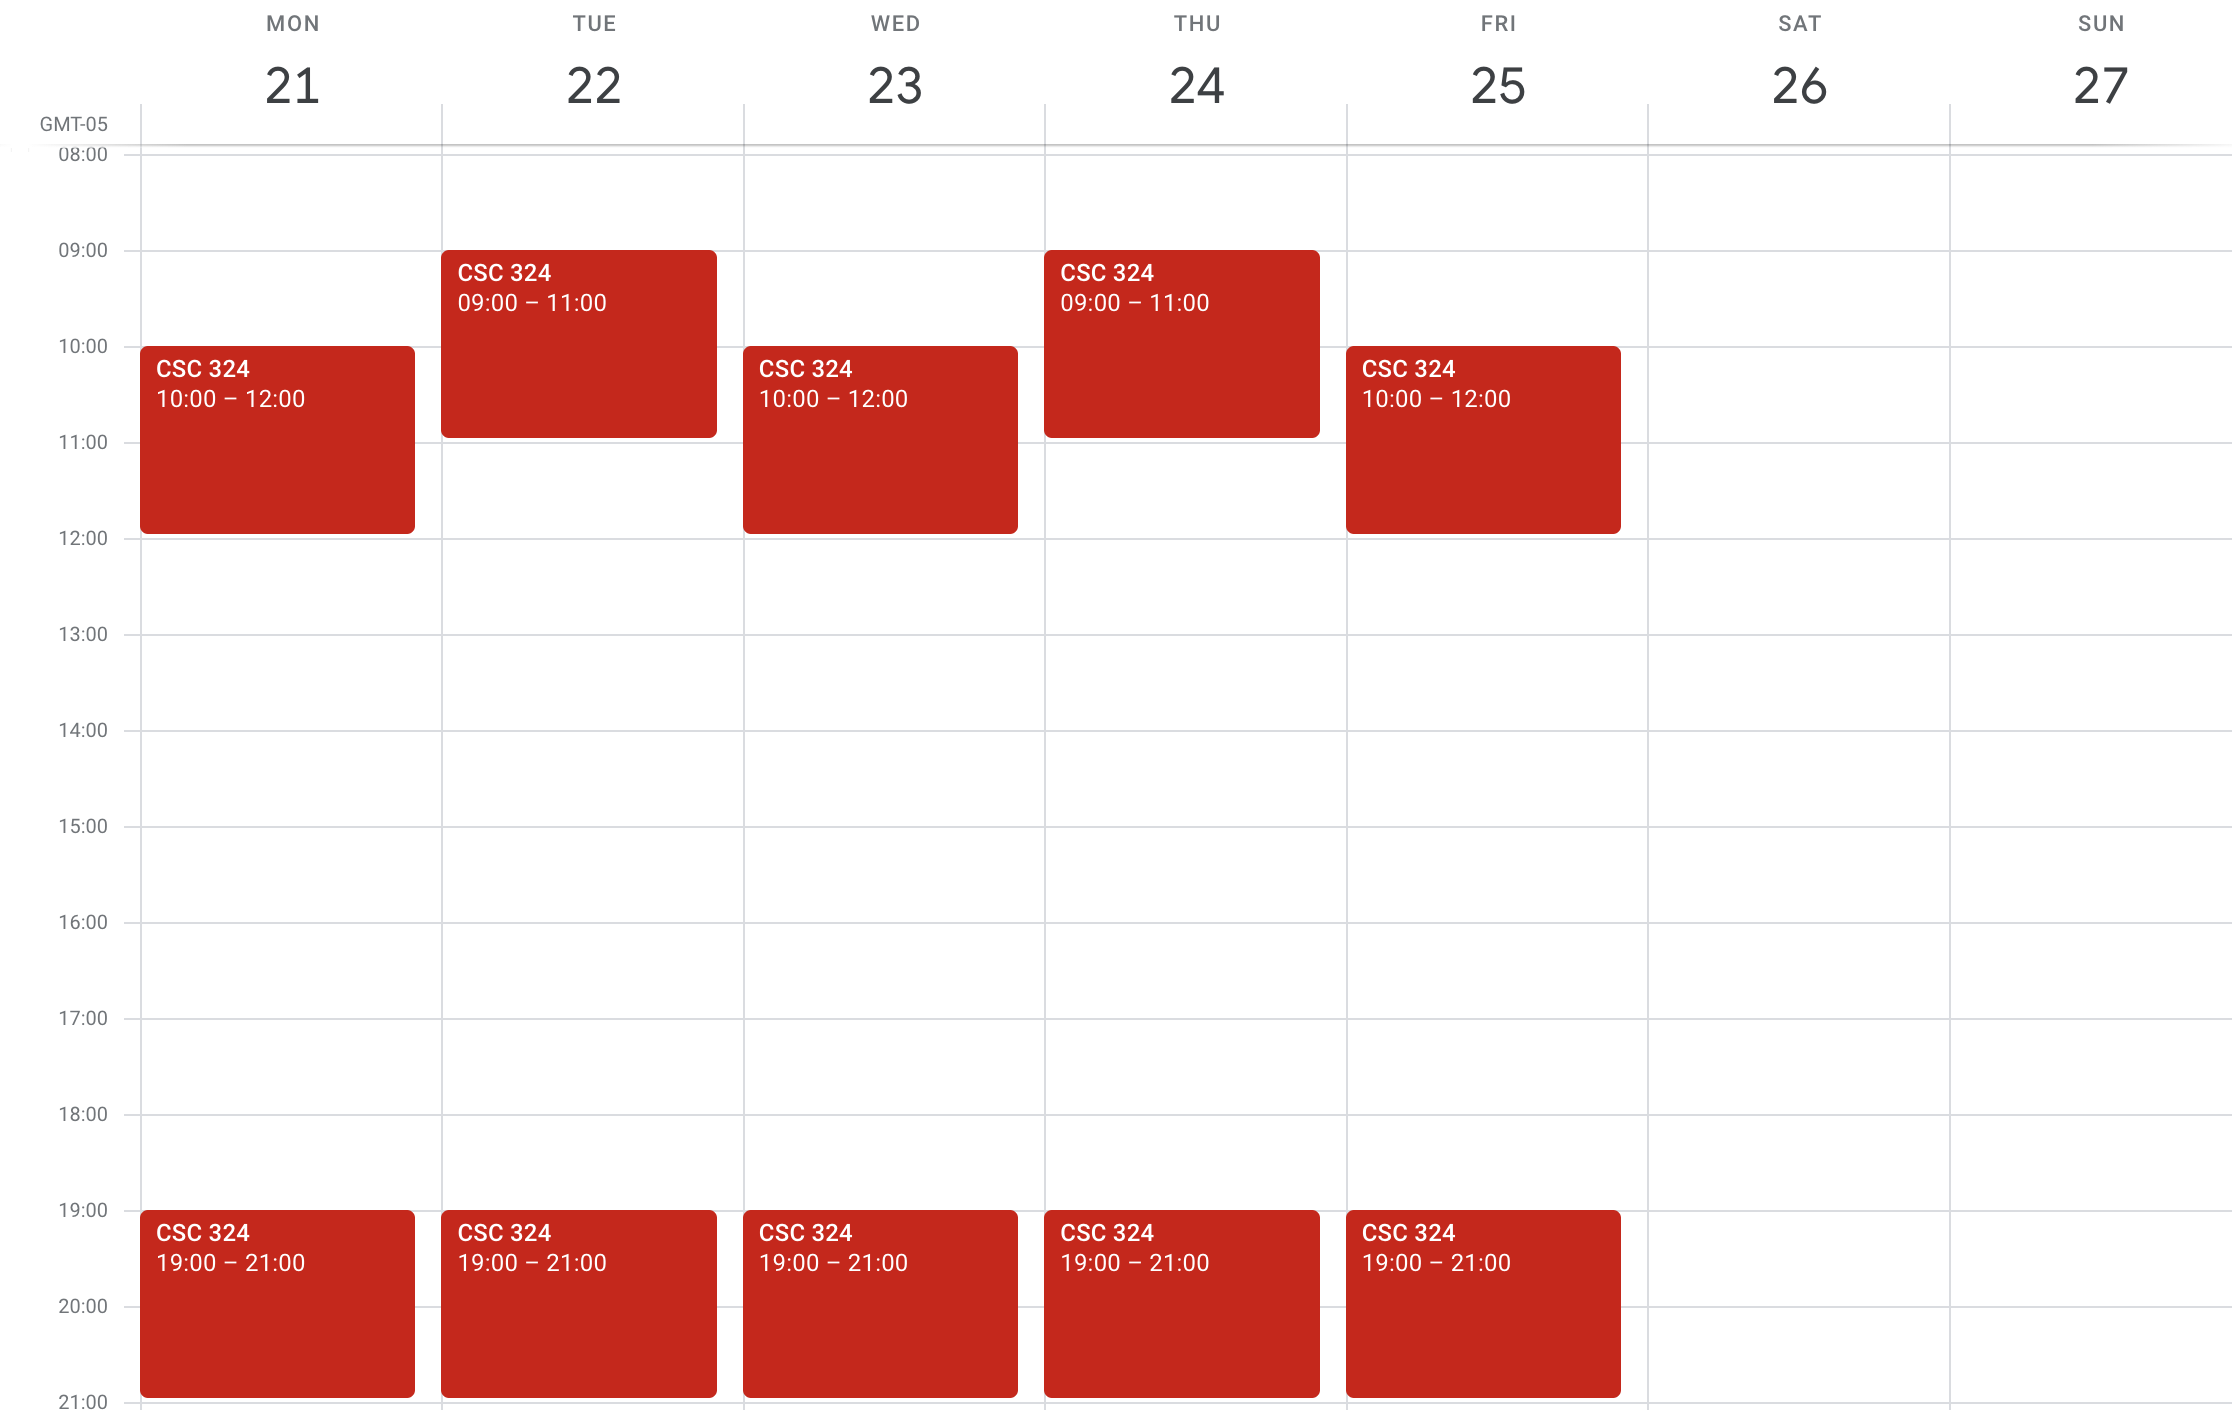 MON TUE WED THU FRI SAT SUN
21 22 23 24 25 26 27
GMT-05
08:00
09:00
CSC 324 CSC 324
09:00 – 11:00 09:00 – 11:00
10:00
CSC 324 CSC 324 CSC 324
10:00 – 12:00 10:00 – 12:00 10:00 – 12:00
11:00
12:00
13:00
14:00
15:00
16:00
17:00
18:00
19:00
CSC 324 CSC 324 CSC 324 CSC 324 CSC 324
19:00 – 21:00 19:00 – 21:00 19:00 – 21:00 19:00 – 21:00 19:00 – 21:00
20:00
21:00